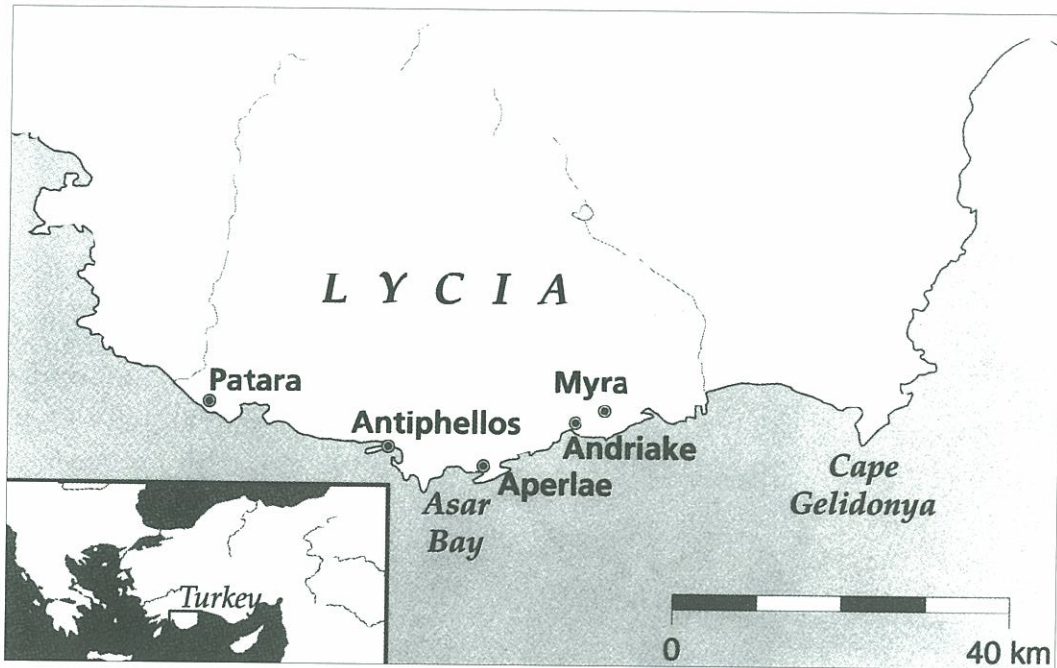 LYCIA
Patara
Myra
Antiphellos
Andriake
Aperlae
Asar
Bay
Cape
Gelidonya
Turkey
0 40 km